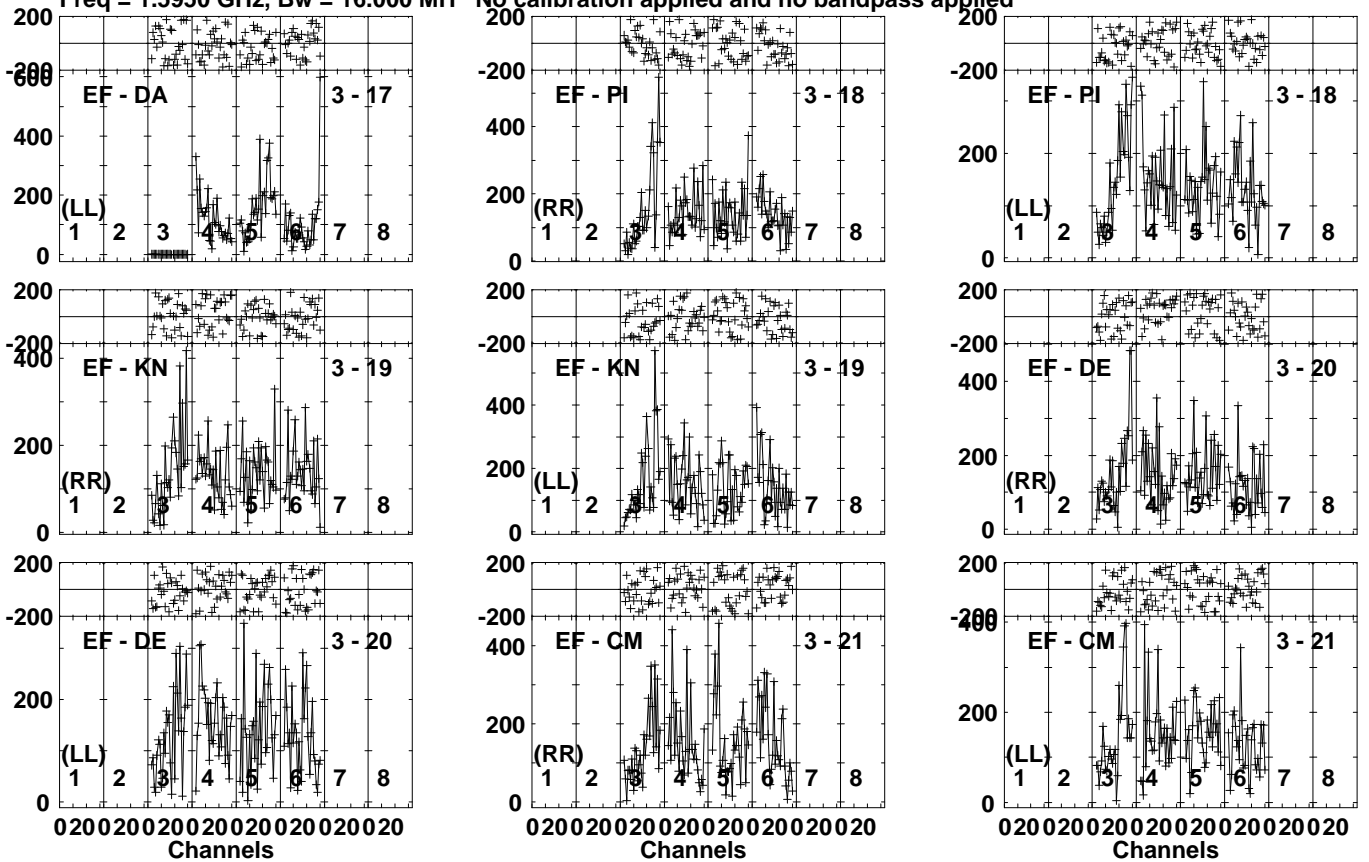 Freq = 1.5950 GHz, Bw = 16.000 MH No calibration applied and no bandpass applied
200 200 200
-200 -200 -200
600
EF - DA 3 - 17 EF - PI 3 - 18 EF - PI 3 - 18
400 400
200 200 200
(LL) (RR) (LL)
1 2 3 4 5 6 7 8 1 2 3 4 5 6 7 8 1 2 3 4 5 6 7 8
0 0 0
200 200 200
-200 -200 -200
400
EF - KN 3 - 19 EF - KN 3 - 19 EF - DE 3 - 20
400 400
200 200 200
(RR) (LL) (RR)
1 2 3 4 5 6 7 8 1 2 3 4 5 6 7 8 1 2 3 4 5 6 7 8
0 0 0
200 200 200
-200 -200 -200
400
EF - DE 3 - 20 EF - CM 3 - 21 EF - CM 3 - 21
400
200 200 200
(LL) (RR) (LL)
1 2 3 4 5 6 7 8 1 2 3 4 5 6 7 8 1 2 3 4 5 6 7 8
0 0 0
0 20 0 20 0 20 0 20 0 20 0 20 0 20 0 20 0 20 0 20 0 20 0 20 0 20 0 20 0 20 0 20 0 20 0 20 0 20 0 20 0 20 0 20 0 20 0 20
Channels Channels Channels